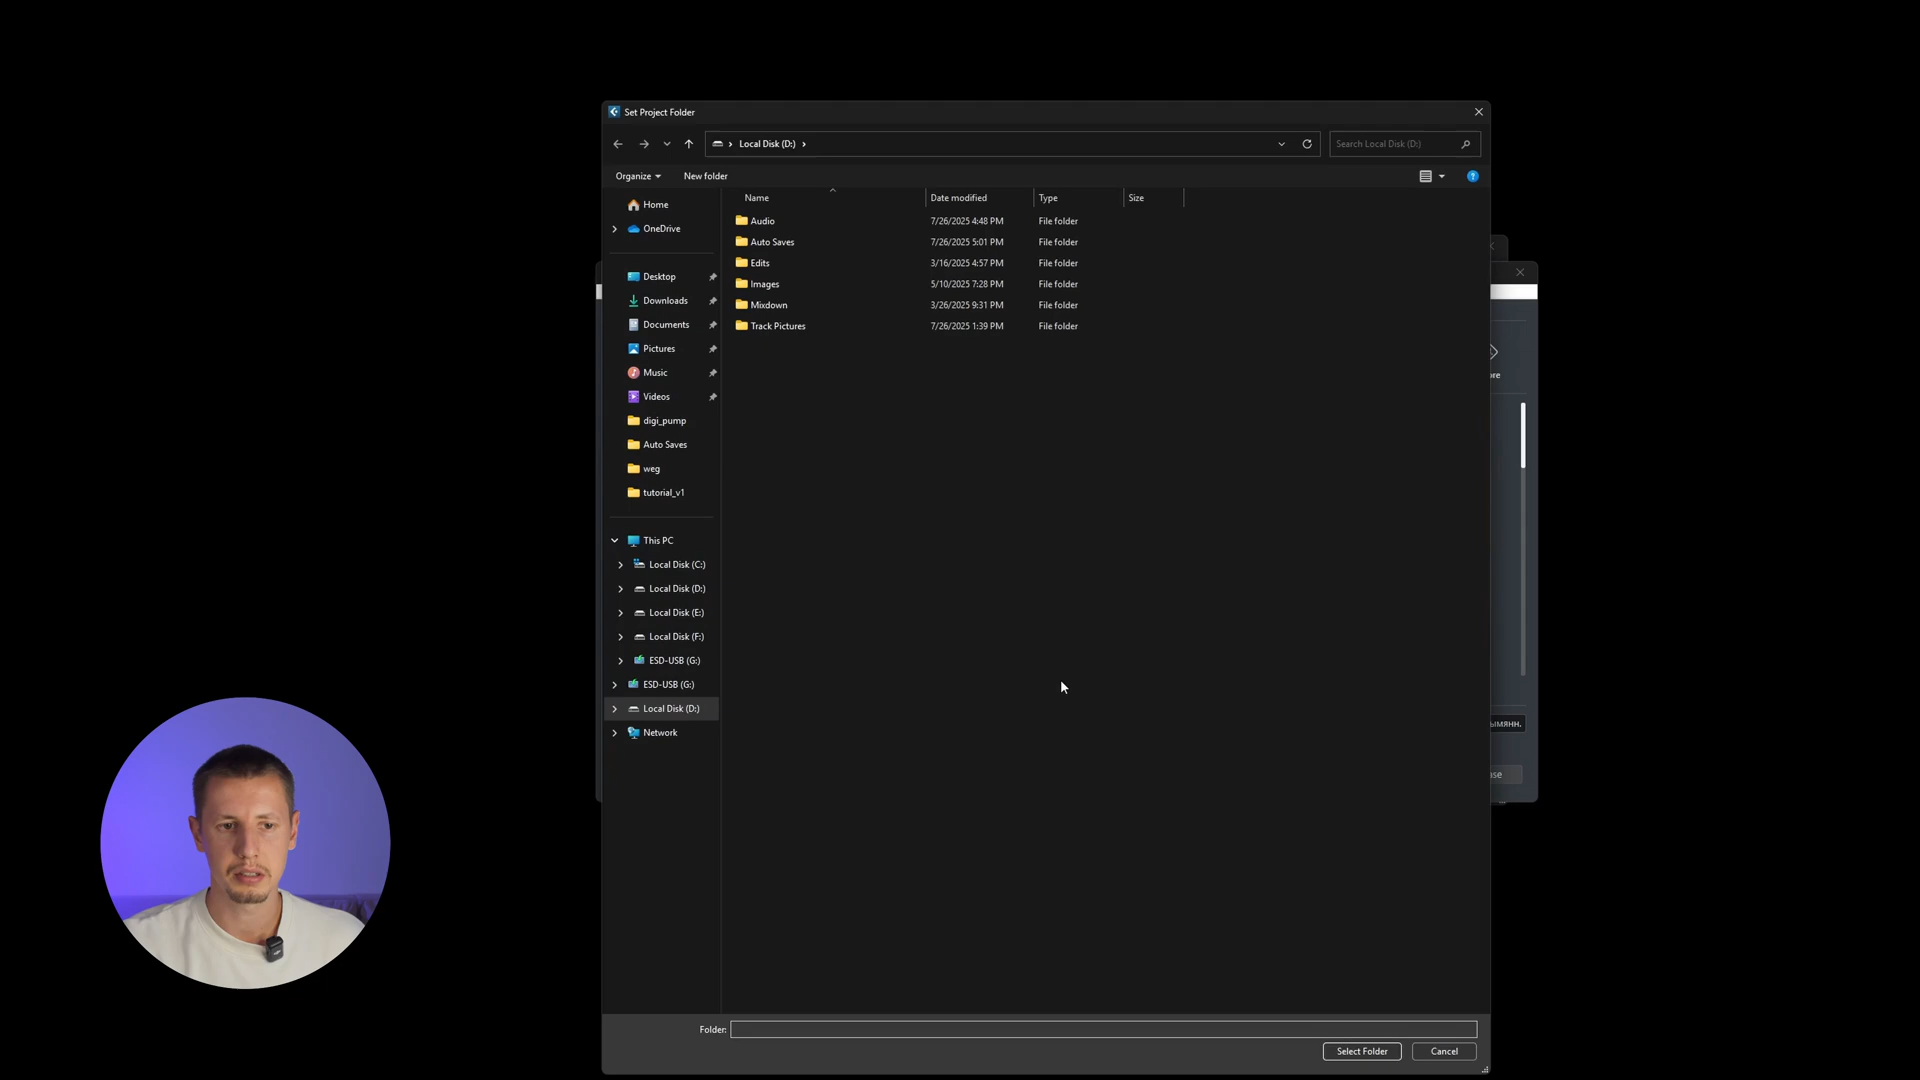 Set Project Folder
Local Disk (D:)
Search Local Disk (D:)
Organize
New folder
Name
Date modified
Type
Size
Audio 7/26/2025 4:48 PM File folder
Auto Saves 7/26/2025 5:01 PM File folder
Edits 3/16/2025 4:57 PM File folder
Images 5/10/2025 7:28 PM File folder
Mixdown 3/26/2025 9:31 PM File folder
Track Pictures 7/26/2025 1:39 PM File folder
Home
OneDrive
Desktop
Downloads
Documents
Pictures
Music
Videos
digi_pump
Auto Saves
weg
tutorial_v1
This PC
Local Disk (C:)
Local Disk (D:)
Local Disk (E:)
Local Disk (F:)
ESD-USB (G:)
ESD-USB (G:)
Local Disk (D:)
Network
Folder:
Select Folder
Cancel